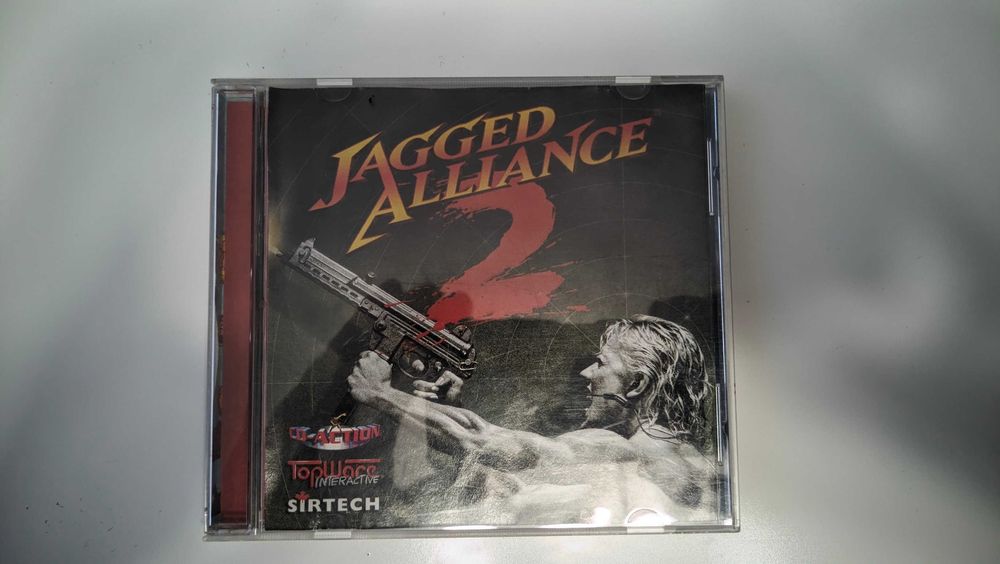 JAGGED
ALLIANCE
2
CD-ACTION
TopWare
INTERACTIVE
SIRTECH